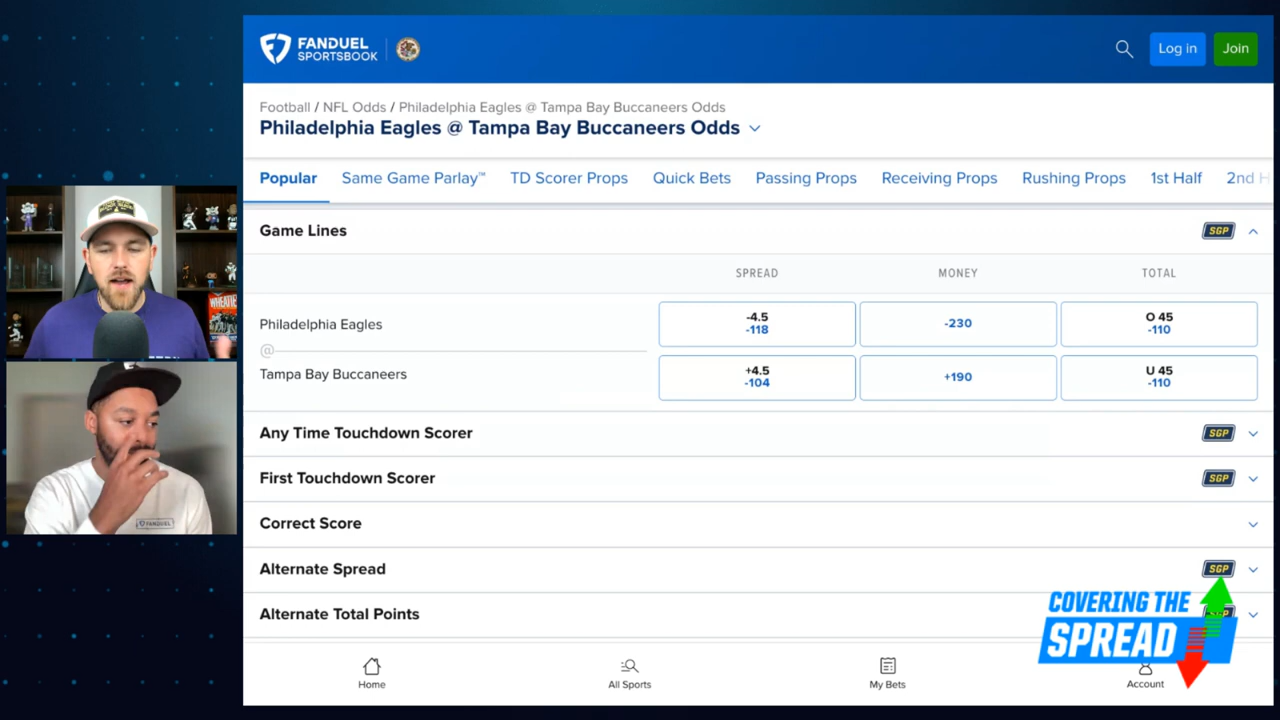 FANDUEL
SPORTSBOOK
Log in
Join
Football / NFL Odds / Philadelphia Eagles @ Tampa Bay Buccaneers Odds
Philadelphia Eagles @ Tampa Bay Buccaneers Odds
Popular Same Game Parlay™ TD Scorer Props Quick Bets Passing Props Receiving Props Rushing Props 1st Half 2nd H
Game Lines SGP
SPREAD MONEY TOTAL
Philadelphia Eagles
-4.5
-118
-230
O 45
-110
@
Tampa Bay Buccaneers
+4.5
-104
+190
U 45
-110
Any Time Touchdown Scorer SGP
First Touchdown Scorer SGP
Correct Score
Alternate Spread SGP
Alternate Total Points
COVERING THE
SPREAD
Home All Sports My Bets Account
WHEATIES
FANDUEL